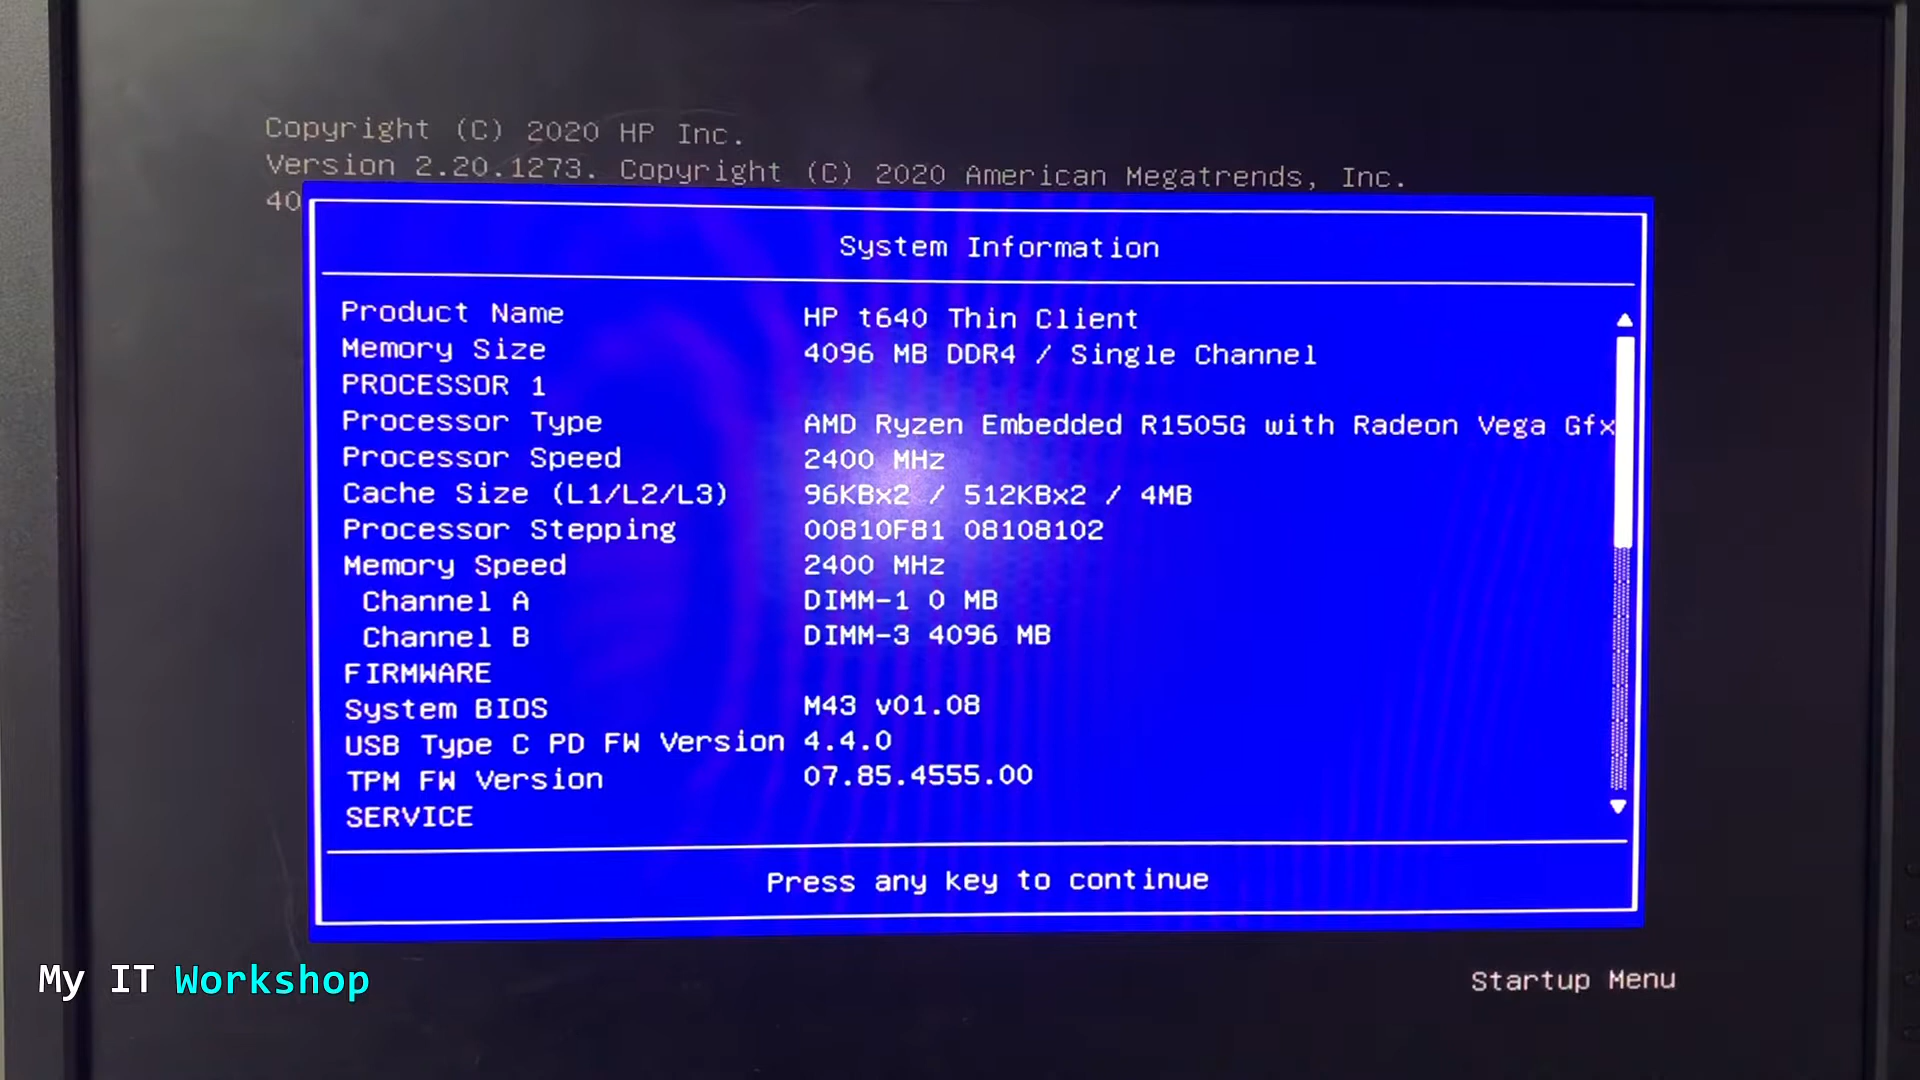 Copyright (C) 2020 HP Inc.
Version 2.20.1273. Copyright (C) 2020 American Megatrends, Inc.
40
System Information
Product Name HP t640 Thin Client
Memory Size 4096 MB DDR4 / Single Channel
PROCESSOR 1
Processor Type AMD Ryzen Embedded R1505G with Radeon Vega Gfx
Processor Speed 2400 MHz
Cache Size (L1/L2/L3) 96KBx2 / 512KBx2 / 4MB
Processor Stepping 00810F81 08108102
Memory Speed 2400 MHz
Channel A DIMM-1 0 MB
Channel B DIMM-3 4096 MB
FIRMWARE
System BIOS M43 v01.08
USB Type C PD FW Version 4.4.0
TPM FW Version 07.85.4555.00
SERVICE
Press any key to continue
My IT Workshop
Startup Menu